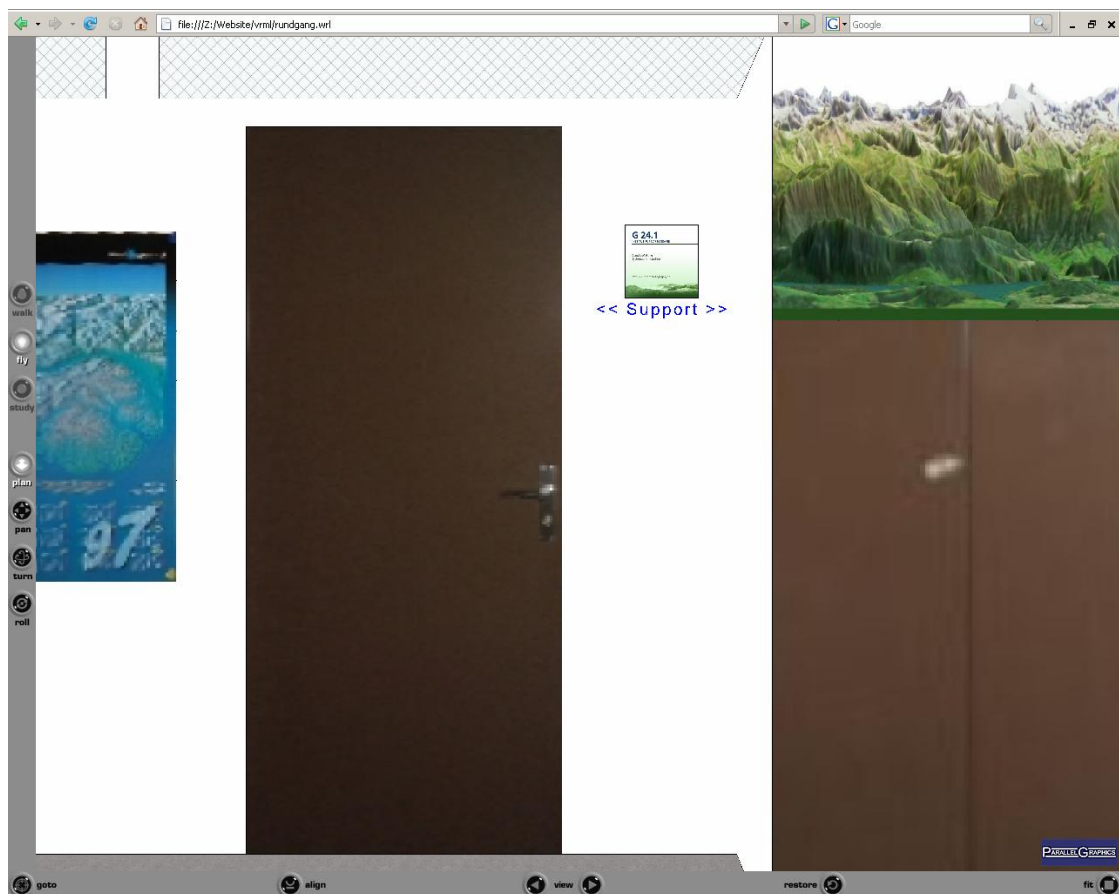 file:///Z:/Website/vrml/rundgang.wrl
Google
G 24.1
<< Support >>
walk
fly
study
plan
pan
turn
roll
97
PARALLELGRAPHICS
goto
align
view
restore
fit